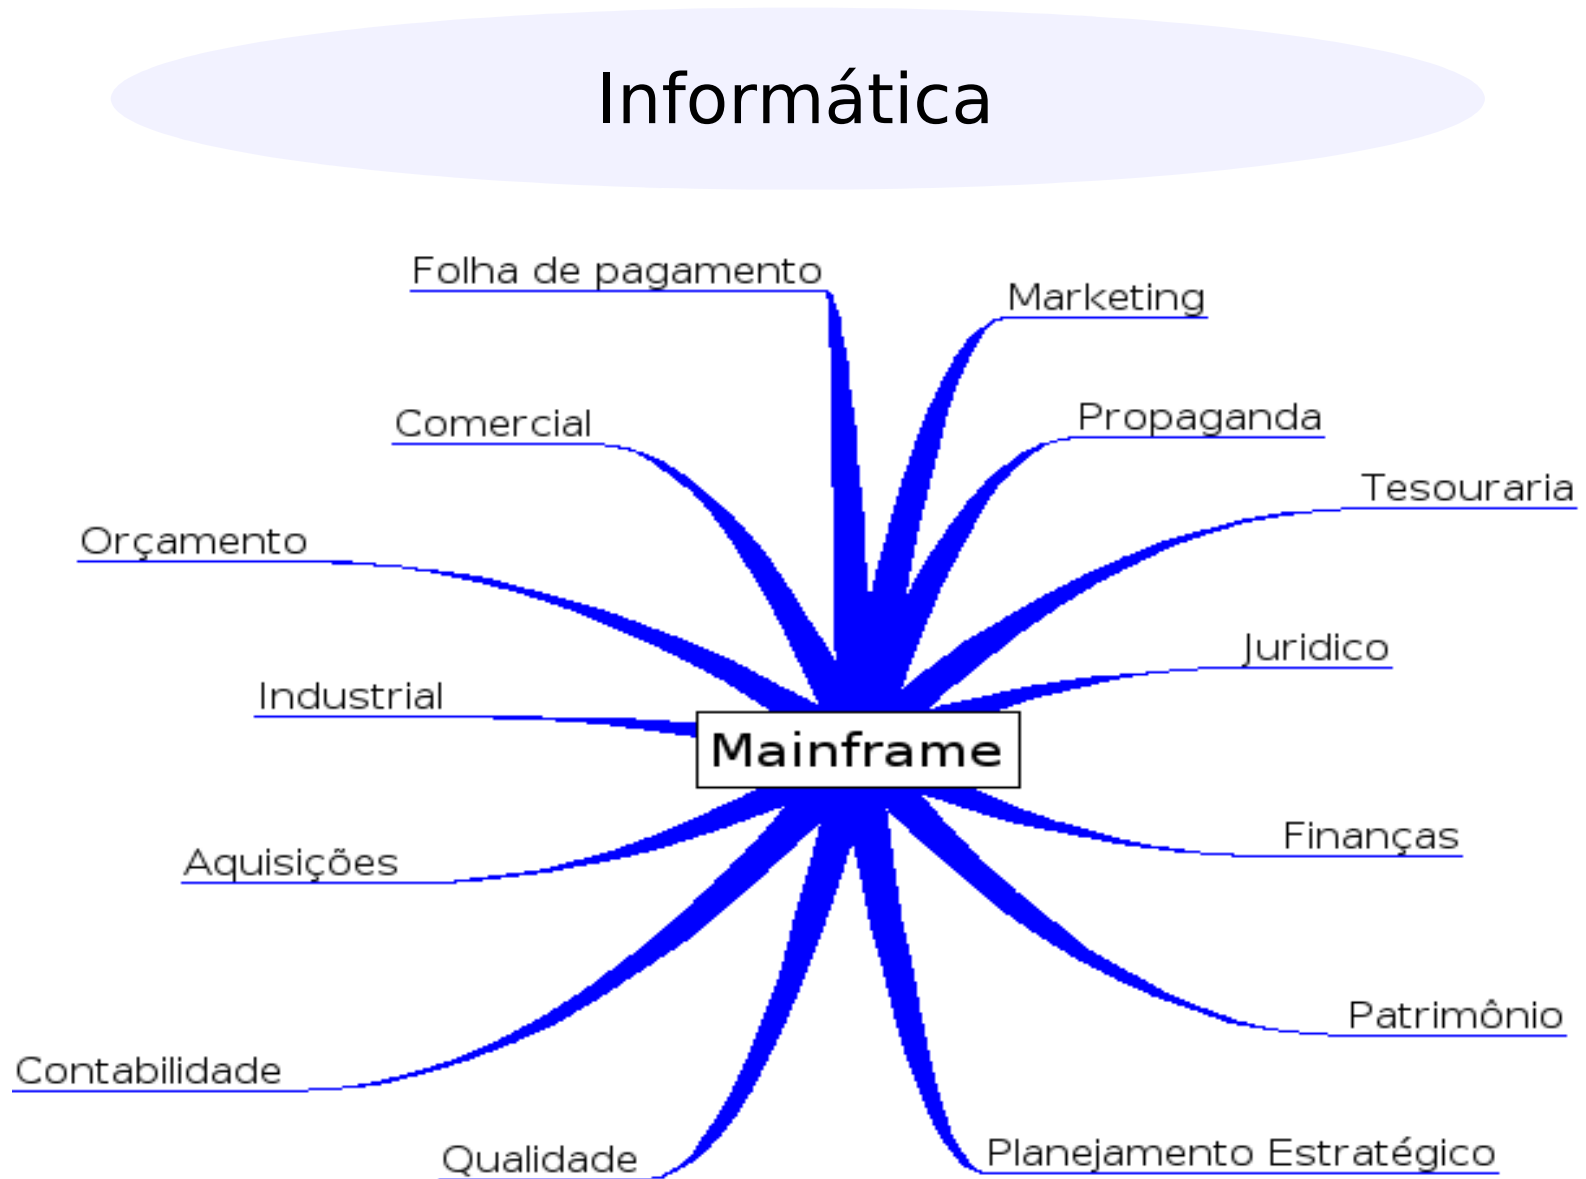 Informática
Folha de pagamento
Marketing
Comercial
Propaganda
Tesouraria
Orçamento
Juridico
Industrial
Mainframe
Finanças
Aquisições
Patrimônio
Contabilidade
Qualidade
Planejamento Estratégico